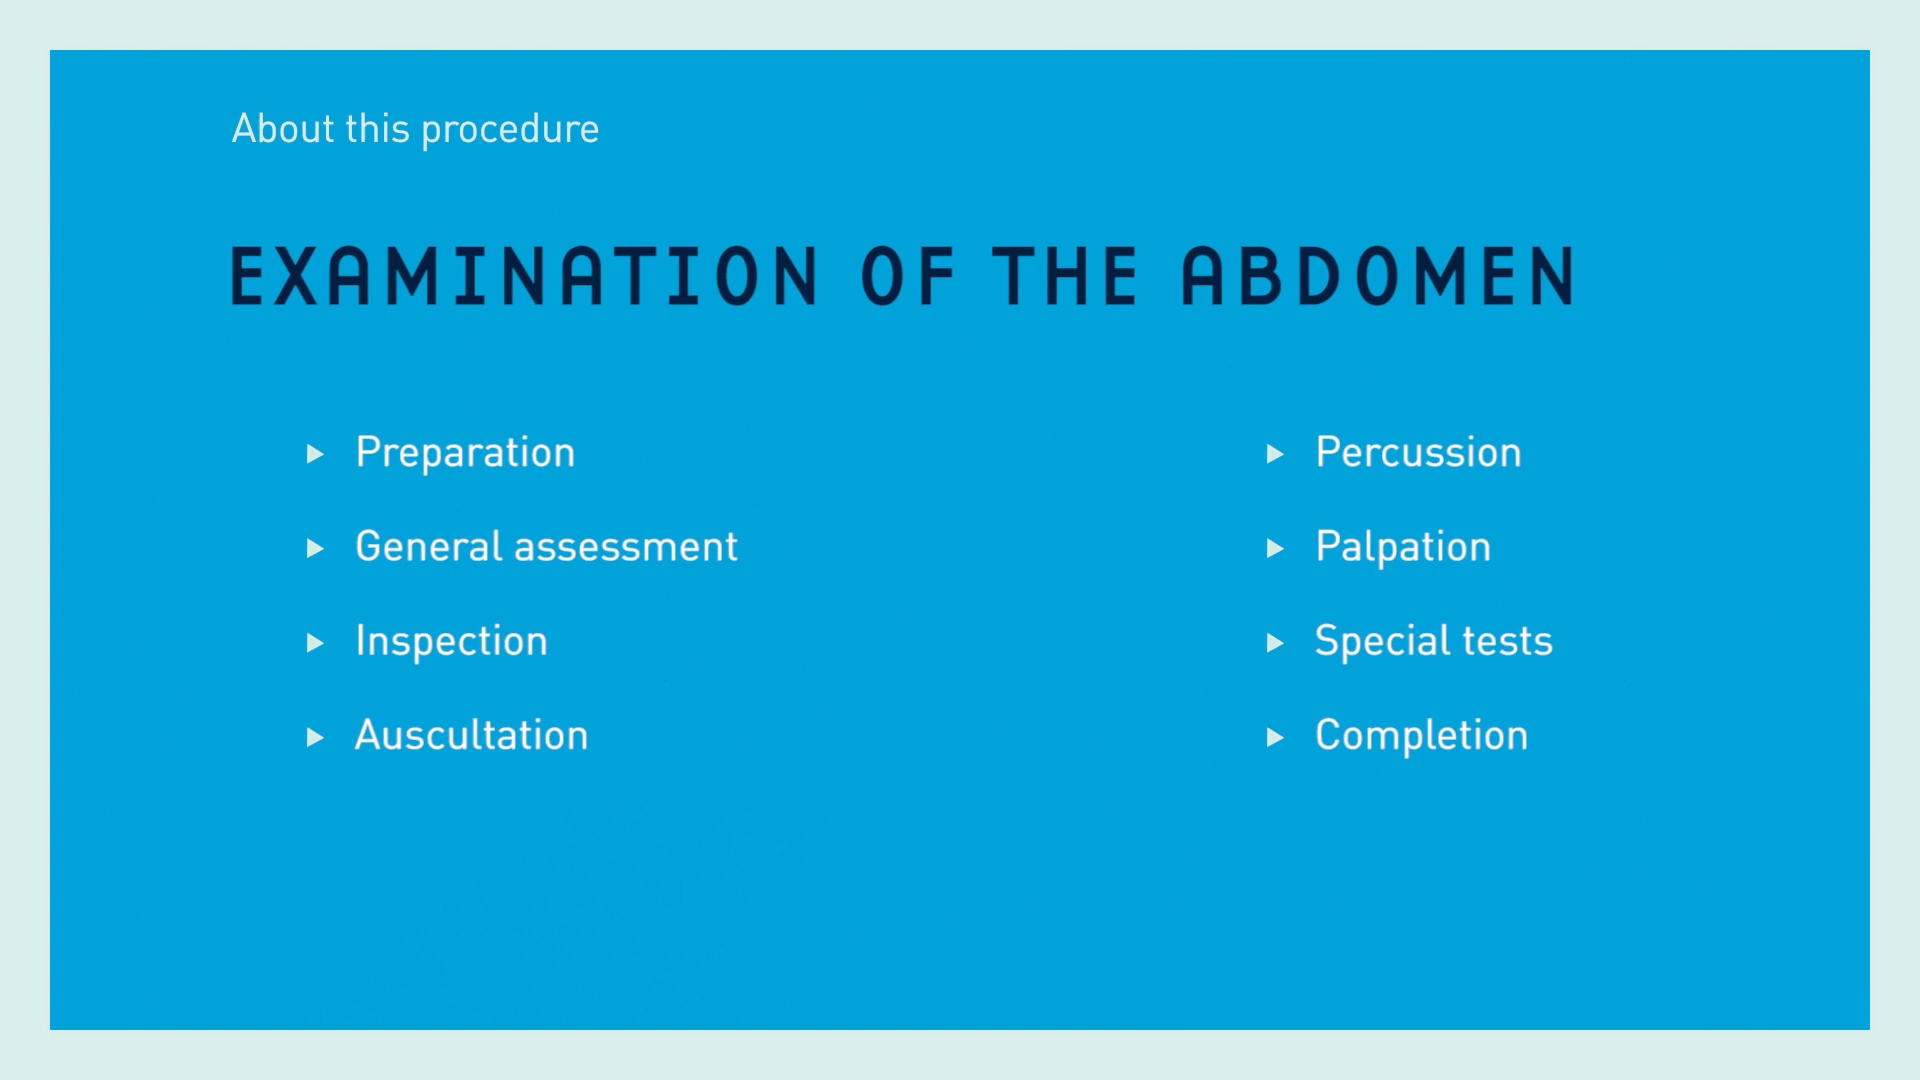 About this procedure
EXAMINATION OF THE ABDOMEN
Preparation
General assessment
Inspection
Auscultation
Percussion
Palpation
Special tests
Completion